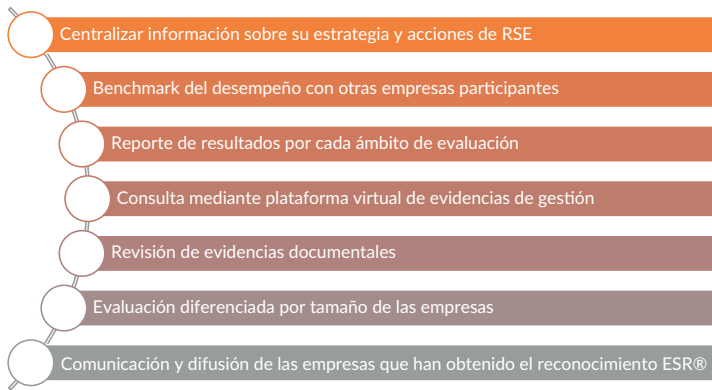 Centralizar información sobre su estrategia y acciones de RSE
Benchmark del desempeño con otras empresas participantes
Reporte de resultados por cada ámbito de evaluación
Consulta mediante plataforma virtual de evidencias de gestión
Revisión de evidencias documentales
Evaluación diferenciada por tamaño de las empresas
Comunicación y difusión de las empresas que han obtenido el reconocimiento ESR®